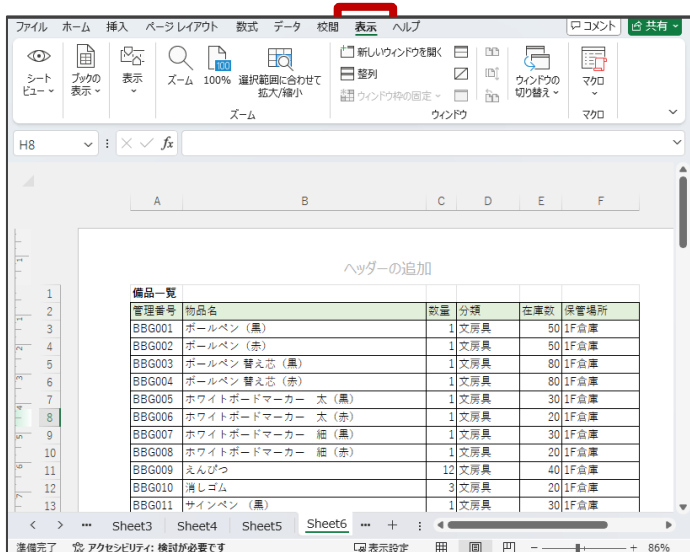 ファイル ホーム 挿入 ページ レイアウト 数式 データ 校閲 表示 ヘルプ コメント 共有
シート ビュー
ブックの 表示
表示
ズーム
100%
選択範囲に合わせて 拡大/縮小
ズーム
新しいウィンドウを開く
整列
ウィンドウ枠の固定
ウィンドウの 切り替え
ウィンドウ
マクロ
マクロ
H8 fx
A B C D E F
ヘッダーの追加
1 備品一覧
2 管理番号 物品名 数量 分類 在庫数 保管場所
3 BBG001 ボールペン（黒） 1 文房具 50 1F倉庫
4 BBG002 ボールペン（赤） 1 文房具 50 1F倉庫
5 BBG003 ボールペン 替え芯（黒） 1 文房具 80 1F倉庫
6 BBG004 ボールペン 替え芯（赤） 1 文房具 80 1F倉庫
7 BBG005 ホワイトボードマーカー 太（黒） 1 文房具 30 1F倉庫
8 BBG006 ホワイトボードマーカー 太（赤） 1 文房具 20 1F倉庫
9 BBG007 ホワイトボードマーカー 細（黒） 1 文房具 30 1F倉庫
10 BBG008 ホワイトボードマーカー 細（赤） 1 文房具 20 1F倉庫
11 BBG009 えんぴつ 12 文房具 40 1F倉庫
12 BBG010 消しゴム 3 文房具 20 1F倉庫
13 BBG011 サインペン （黒） 1 文房具 30 1F倉庫
Sheet3 Sheet4 Sheet5 Sheet6
準備完了 アクセシビリティ: 検討が必要です 表示設定 86%